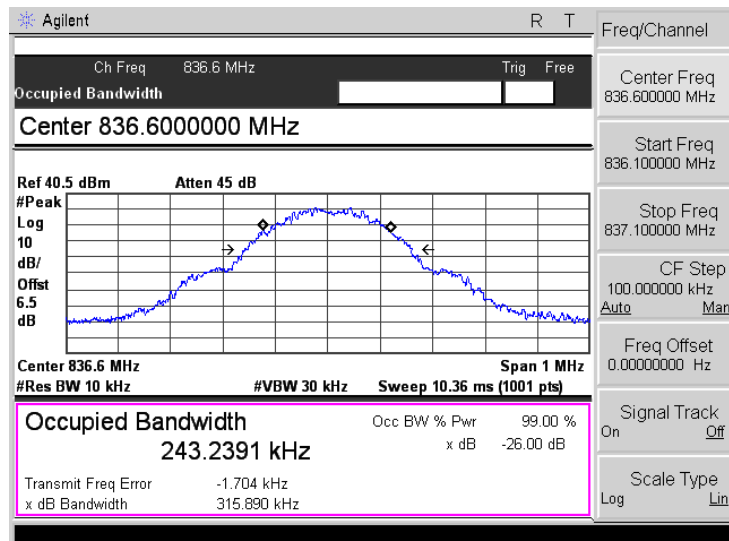 Agilent R T
Ch Freq 836.6 MHz Trig Free
Occupied Bandwidth
Center 836.6000000 MHz
Ref 40.5 dBm Atten 45 dB
#Peak
Log
10
dB/
Offst
6.5
dB
Center 836.6 MHz Span 1 MHz
#Res BW 10 kHz #VBW 30 kHz Sweep 10.36 ms (1001 pts)
Occupied Bandwidth
243.2391 kHz
Occ BW % Pwr 99.00 %
x dB -26.00 dB
Transmit Freq Error -1.704 kHz
x dB Bandwidth 315.890 kHz
Freq/Channel
Center Freq
836.600000 MHz
Start Freq
836.100000 MHz
Stop Freq
837.100000 MHz
CF Step
100.000000 kHz
Auto Man
Freq Offset
0.00000000 Hz
Signal Track
On Off
Scale Type
Log Lin